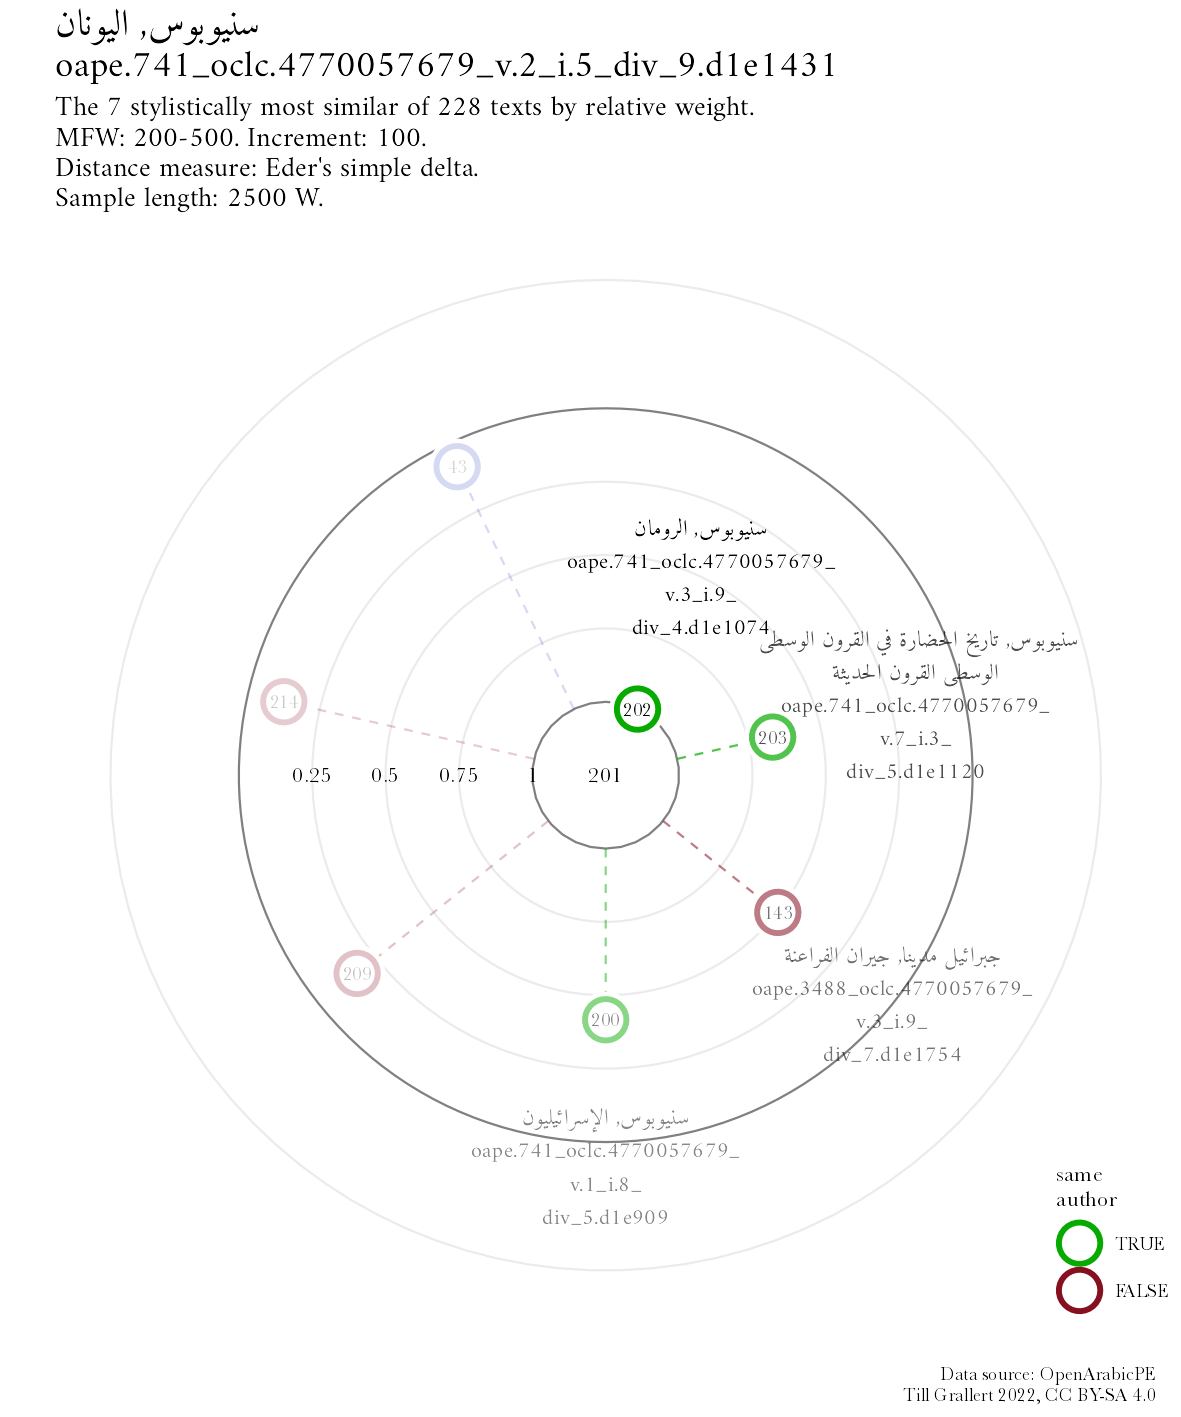 سنيوبوس, اليونان
oape.741_oclc.4770057679_v.2_i.5_div_9.d1e1431
The 7 stylistically most similar of 228 texts by relative weight.
MFW: 200-500. Increment: 100.
Distance measure: Eder's simple delta.
Sample length: 2500 W.
43
سنيوبوس, الرومان
oape.741_oclc.4770057679_
v.3_i.9_
div_4.d1e1074
سنيوبوس, تاريخ الحضارة في القرون الوسطى
الوسطى القرون الحديثة
oape.741_oclc.4770057679_
v.7_i.3_
div_5.d1e1120
214
202
203
0.25 0.5 0.75 1 201
143
جبرائيل مدينا, جيران الفراعنة
oape.3488_oclc.4770057679_
v.3_i.9_
div_7.d1e1754
209
200
سنيوبوس, الإسرائيليون
oape.741_oclc.4770057679_
v.1_i.8_
div_5.d1e909
same
author
TRUE
FALSE
Data source: OpenArabicPE
Till Grallert 2022, CC BY-SA 4.0